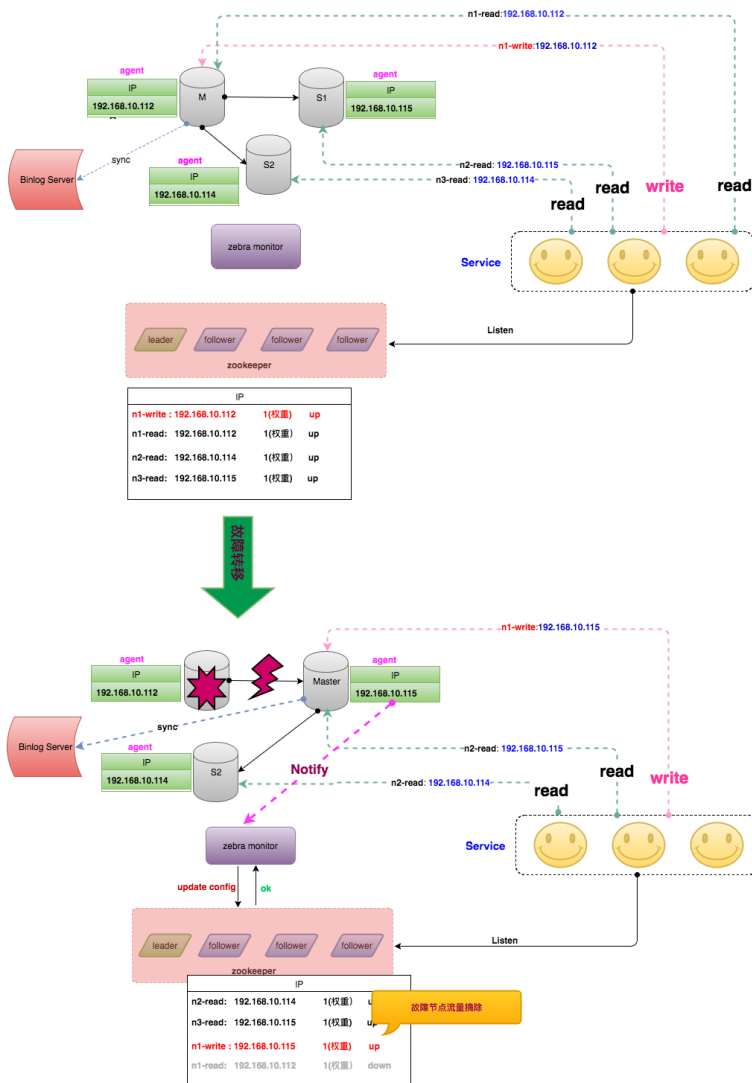 n1-read:192.168.10.112
n1-write:192.168.10.112
agent
IP
192.168.10.112
M
S1
agent
IP
192.168.10.115
sync
Binlog Server
agent
IP
192.168.10.114
S2
n2-read: 192.168.10.115
n3-read: 192.168.10.114
read
read
write
read
zebra monitor
Service
Listen
leader
follower
follower
follower
zookeeper
IP
n1-write : 192.168.10.112 1(权重) up
n1-read: 192.168.10.112 1(权重) up
n2-read: 192.168.10.114 1(权重) up
n3-read: 192.168.10.115 1(权重) up
故障转移
n1-write:192.168.10.115
agent
IP
192.168.10.112
Master
agent
IP
192.168.10.115
sync
Binlog Server
agent
IP
192.168.10.114
S2
Notify
n2-read: 192.168.10.115
n2-read: 192.168.10.114
read
read
write
zebra monitor
Service
update config
ok
Listen
leader
follower
follower
follower
zookeeper
IP
n2-read: 192.168.10.114 1(权重)
n3-read: 192.168.10.115 1(权重) up
n1-write: 192.168.10.115 1(权重) up
n1-read: 192.168.10.112 1(权重) down
故障节点流量摘除